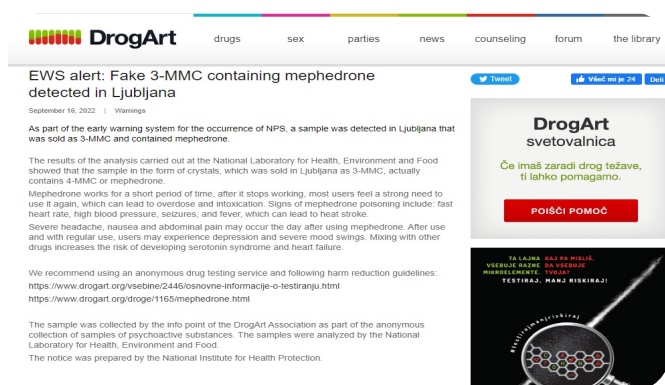 DrogArt
drugs sex parties news counseling forum the library
EWS alert: Fake 3-MMC containing mephedrone
detected in Ljubljana
September 16, 2022 | Warnings
As part of the early warning system for the occurrence of NPS, a sample was detected in Ljubljana that
was sold as 3-MMC and contained mephedrone.
The results of the analysis carried out at the National Laboratory for Health, Environment and Food
showed that the sample in the form of crystals, which was sold in Ljubljana as 3-MMC, actually
contains 4-MMC or mephedrone.
Mephedrone works for a short period of time, after it stops working, most users feel a strong need to
use it again, which can lead to overdose and intoxication. Signs of mephedrone poisoning include: fast
heart rate, high blood pressure, seizures, and fever, which can lead to heat stroke.
Severe headache, nausea and abdominal pain may occur the day after using mephedrone. After use
and with regular use, users may experience depression and severe mood swings. Mixing with other
drugs increases the risk of developing serotonin syndrome and heart failure.
We recommend using an anonymous drug testing service and following harm reduction guidelines:
https://www.drogart.org/vsebine/2446/osnovne-informacije-o-testiranju.html
https://www.drogart.org/droge/1165/mephedrone.html
The sample was collected by the info point of the DrogArt Association as part of the anonymous
collection of samples of psychoactive substances. The samples were analyzed by the National
Laboratory for Health, Environment and Food.
The notice was prepared by the National Institute for Health Protection.
Tweet
Všeč mi je 24 Deli
DrogArt
svetovalnica
Če imaš zaradi drog težave,
ti lahko pomagamo.
POIŠČI POMOČ
TA LAJNA KAJ PA MISLIŠ,
VSEBUJE RAZNE DA VSEBUJE
MIKROELEMENTE. TVOJA?
TESTIRAJ, MANJ RISKIRAJ!
#testirajmanjriskiraj